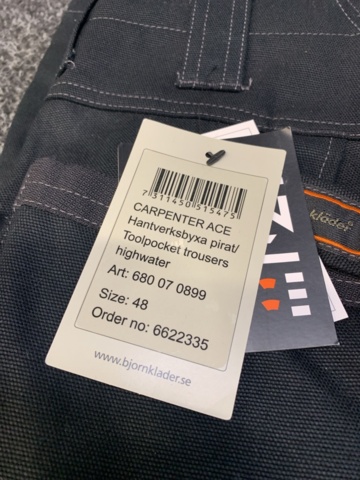 7 311450 515475
CARPENTER ACE
Hantverksbyxa pirat/
Toolpocket trousers
highwater
Art: 680 07 0899
Size: 48
Order no: 6622335
www.bjornklader.se
kläder